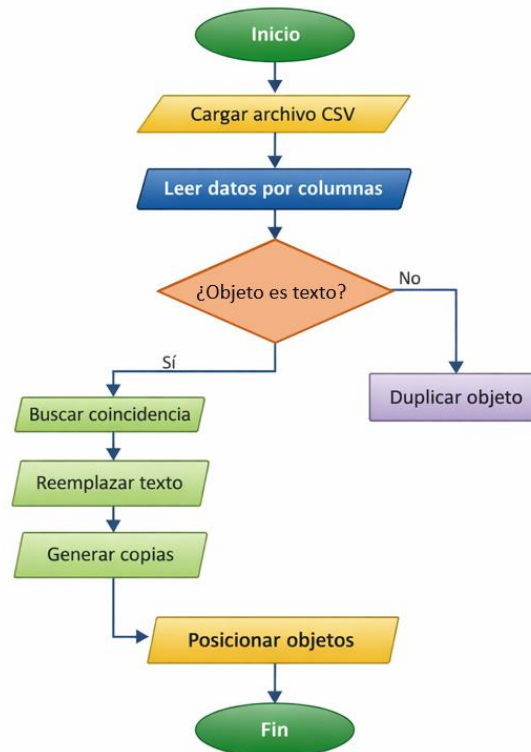 Inicio
Cargar archivo CSV
Leer datos por columnas
¿Objeto es texto?
No
Sí
Duplicar objeto
Buscar coincidencia
Reemplazar texto
Generar copias
Posicionar objetos
Fin